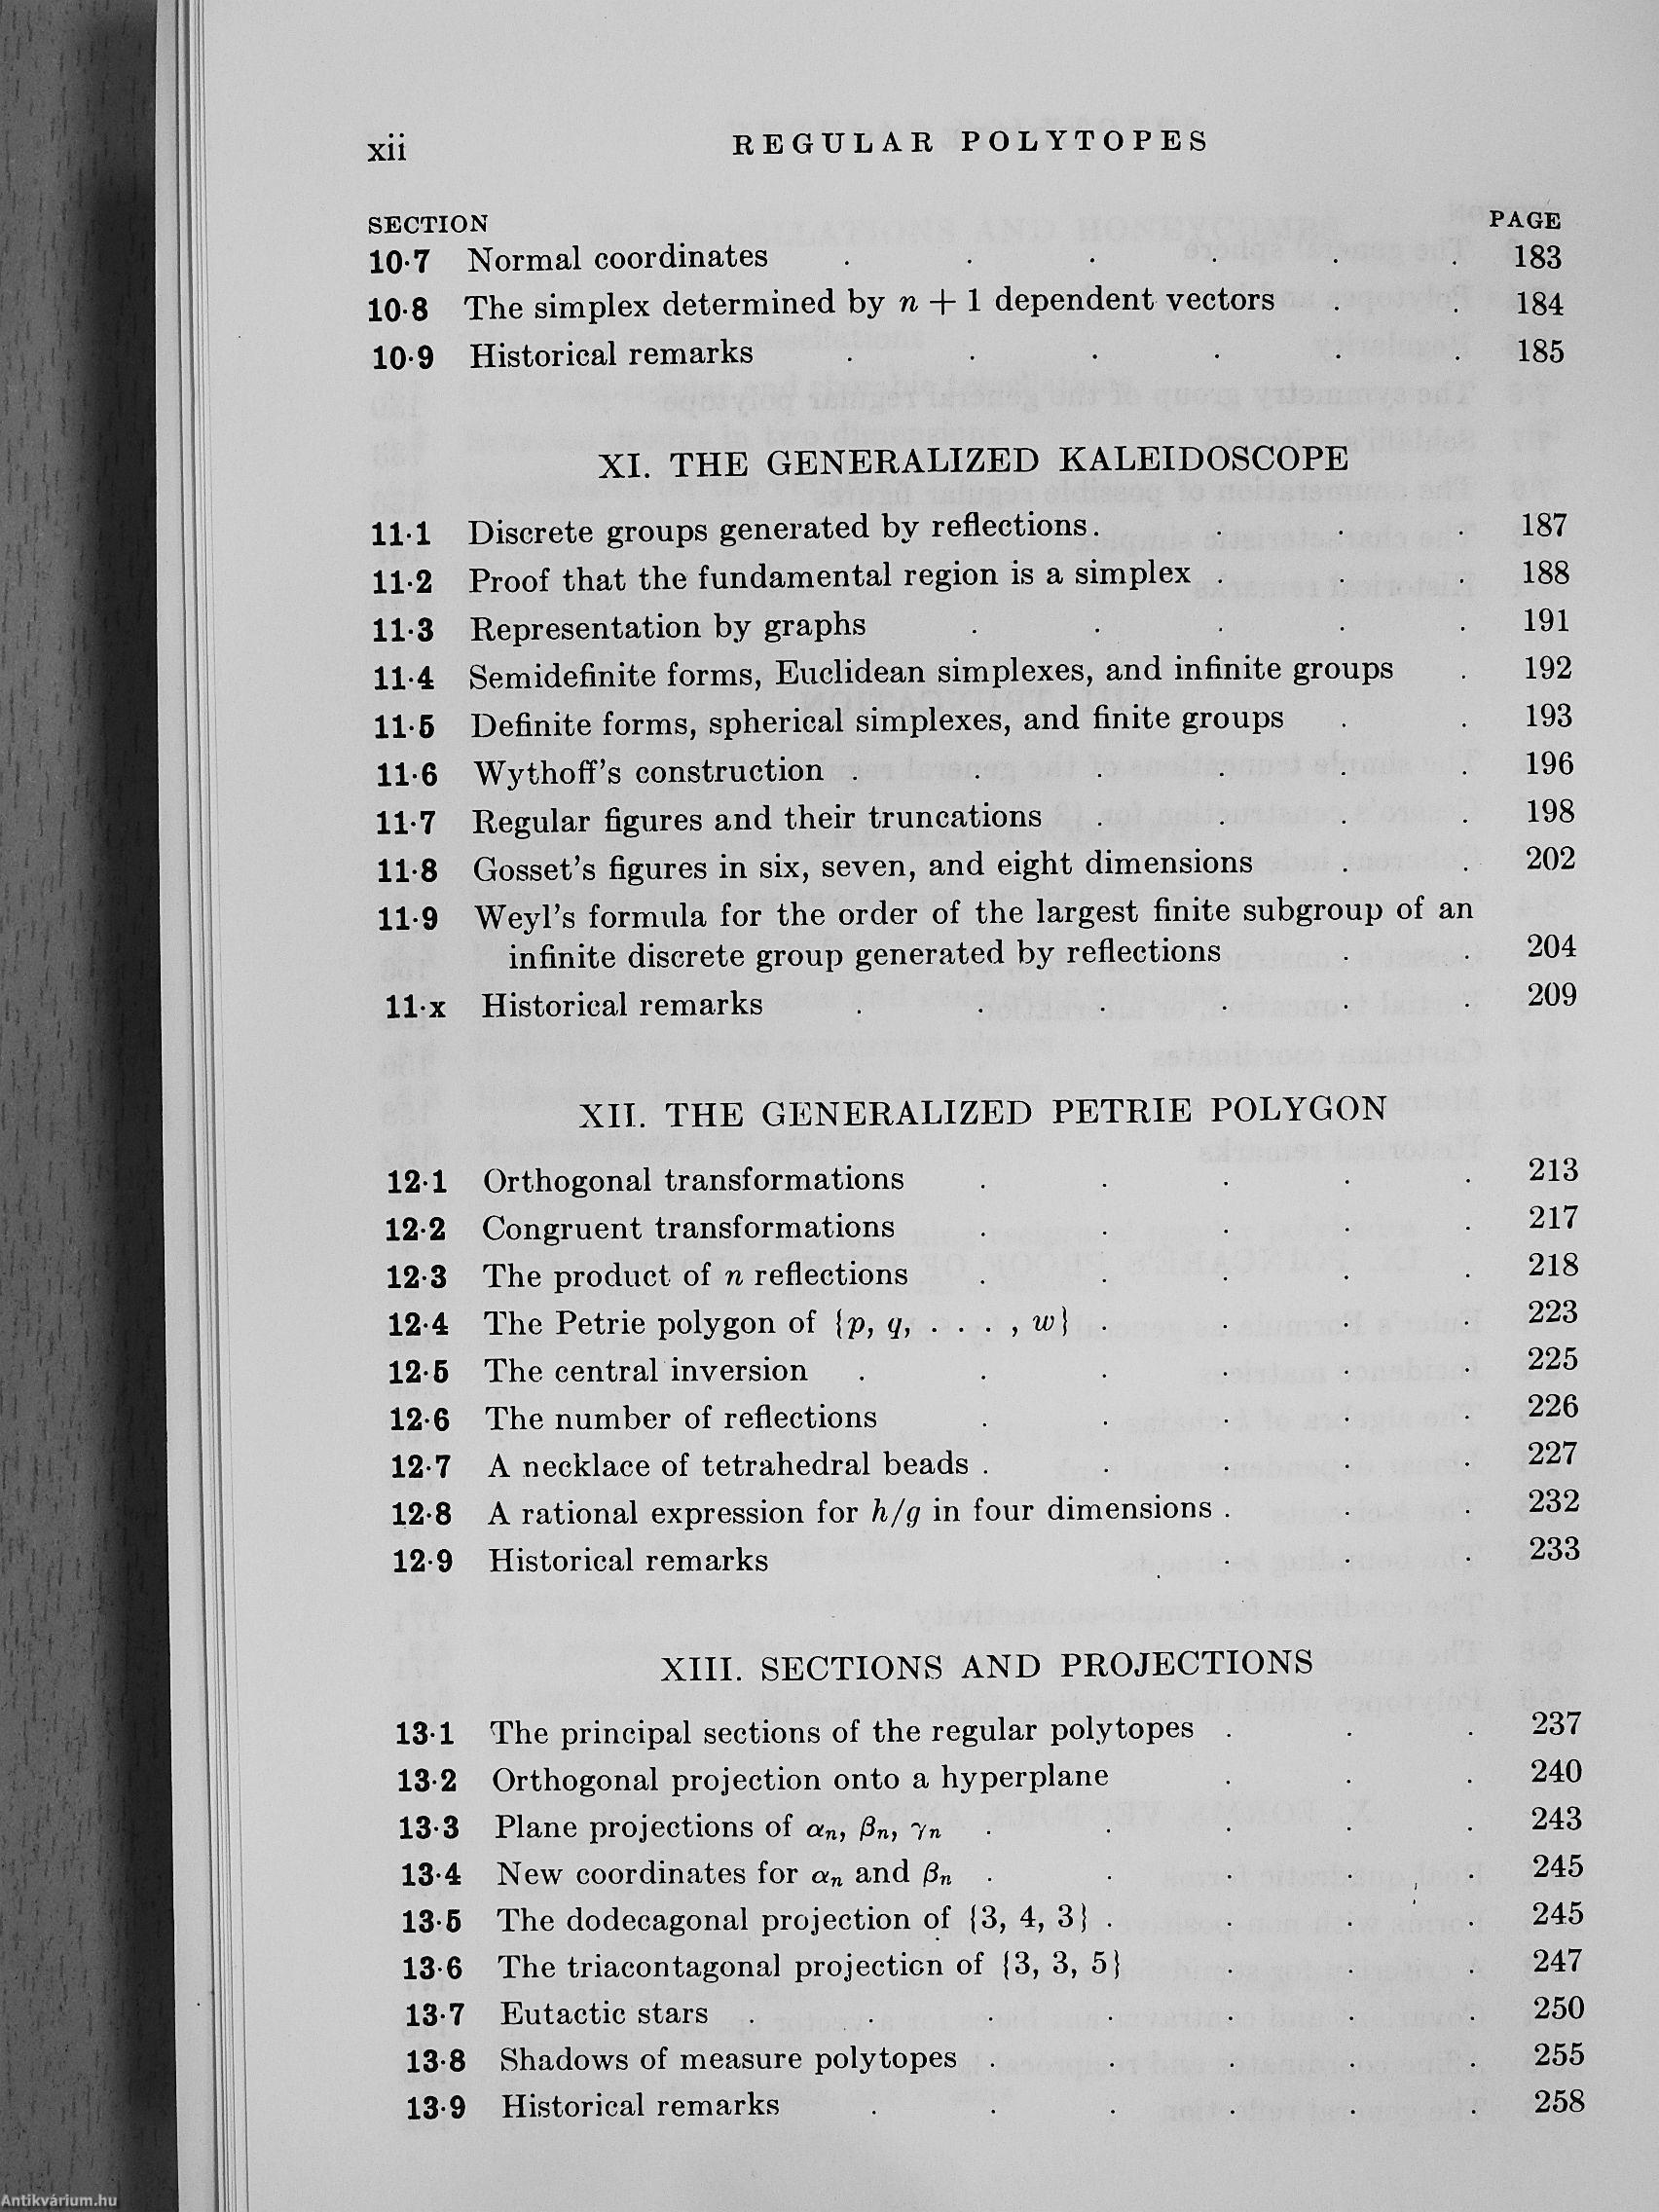 xii REGULAR POLYTOPES
SECTION PAGE
10·7 Normal coordinates . . . . . . 183
10·8 The simplex determined by n + 1 dependent vectors . . 184
10·9 Historical remarks . . . . . . 185
XI. THE GENERALIZED KALEIDOSCOPE
11·1 Discrete groups generated by reflections . . . . 187
11·2 Proof that the fundamental region is a simplex . . . 188
11·3 Representation by graphs . . . . . 191
11·4 Semidefinite forms, Euclidean simplexes, and infinite groups . 192
11·5 Definite forms, spherical simplexes, and finite groups . . 193
11·6 Wythoff's construction . . . . . . 196
11·7 Regular figures and their truncations . . . . 198
11·8 Gosset's figures in six, seven, and eight dimensions . . 202
11·9 Weyl's formula for the order of the largest finite subgroup of an
infinite discrete group generated by reflections . . 204
11·x Historical remarks . . . . . . 209
XII. THE GENERALIZED PETRIE POLYGON
12·1 Orthogonal transformations . . . . . 213
12·2 Congruent transformations . . . . . 217
12·3 The product of n reflections . . . . . 218
12·4 The Petrie polygon of {p, q, . . . , w} . . . . 223
12·5 The central inversion . . . . . . 225
12·6 The number of reflections . . . . . 226
12·7 A necklace of tetrahedral beads . . . . . 227
12·8 A rational expression for h/g in four dimensions . . . 232
12·9 Historical remarks . . . . 233
XIII. SECTIONS AND PROJECTIONS
13·1 The principal sections of the regular polytopes . . . 237
13·2 Orthogonal projection onto a hyperplane . . . 240
13·3 Plane projections of αn, βn, γn . . . . . 243
13·4 New coordinates for αn and βn . . . . . 245
13·5 The dodecagonal projection of {3, 4, 3} . . . . 245
13·6 The triacontagonal projection of {3, 3, 5} . . . 247
13·7 Eutactic stars . . . . . . . 250
13·8 Shadows of measure polytopes . . . . . 255
13·9 Historical remarks . . . . . . 258
Antikvárium.hu